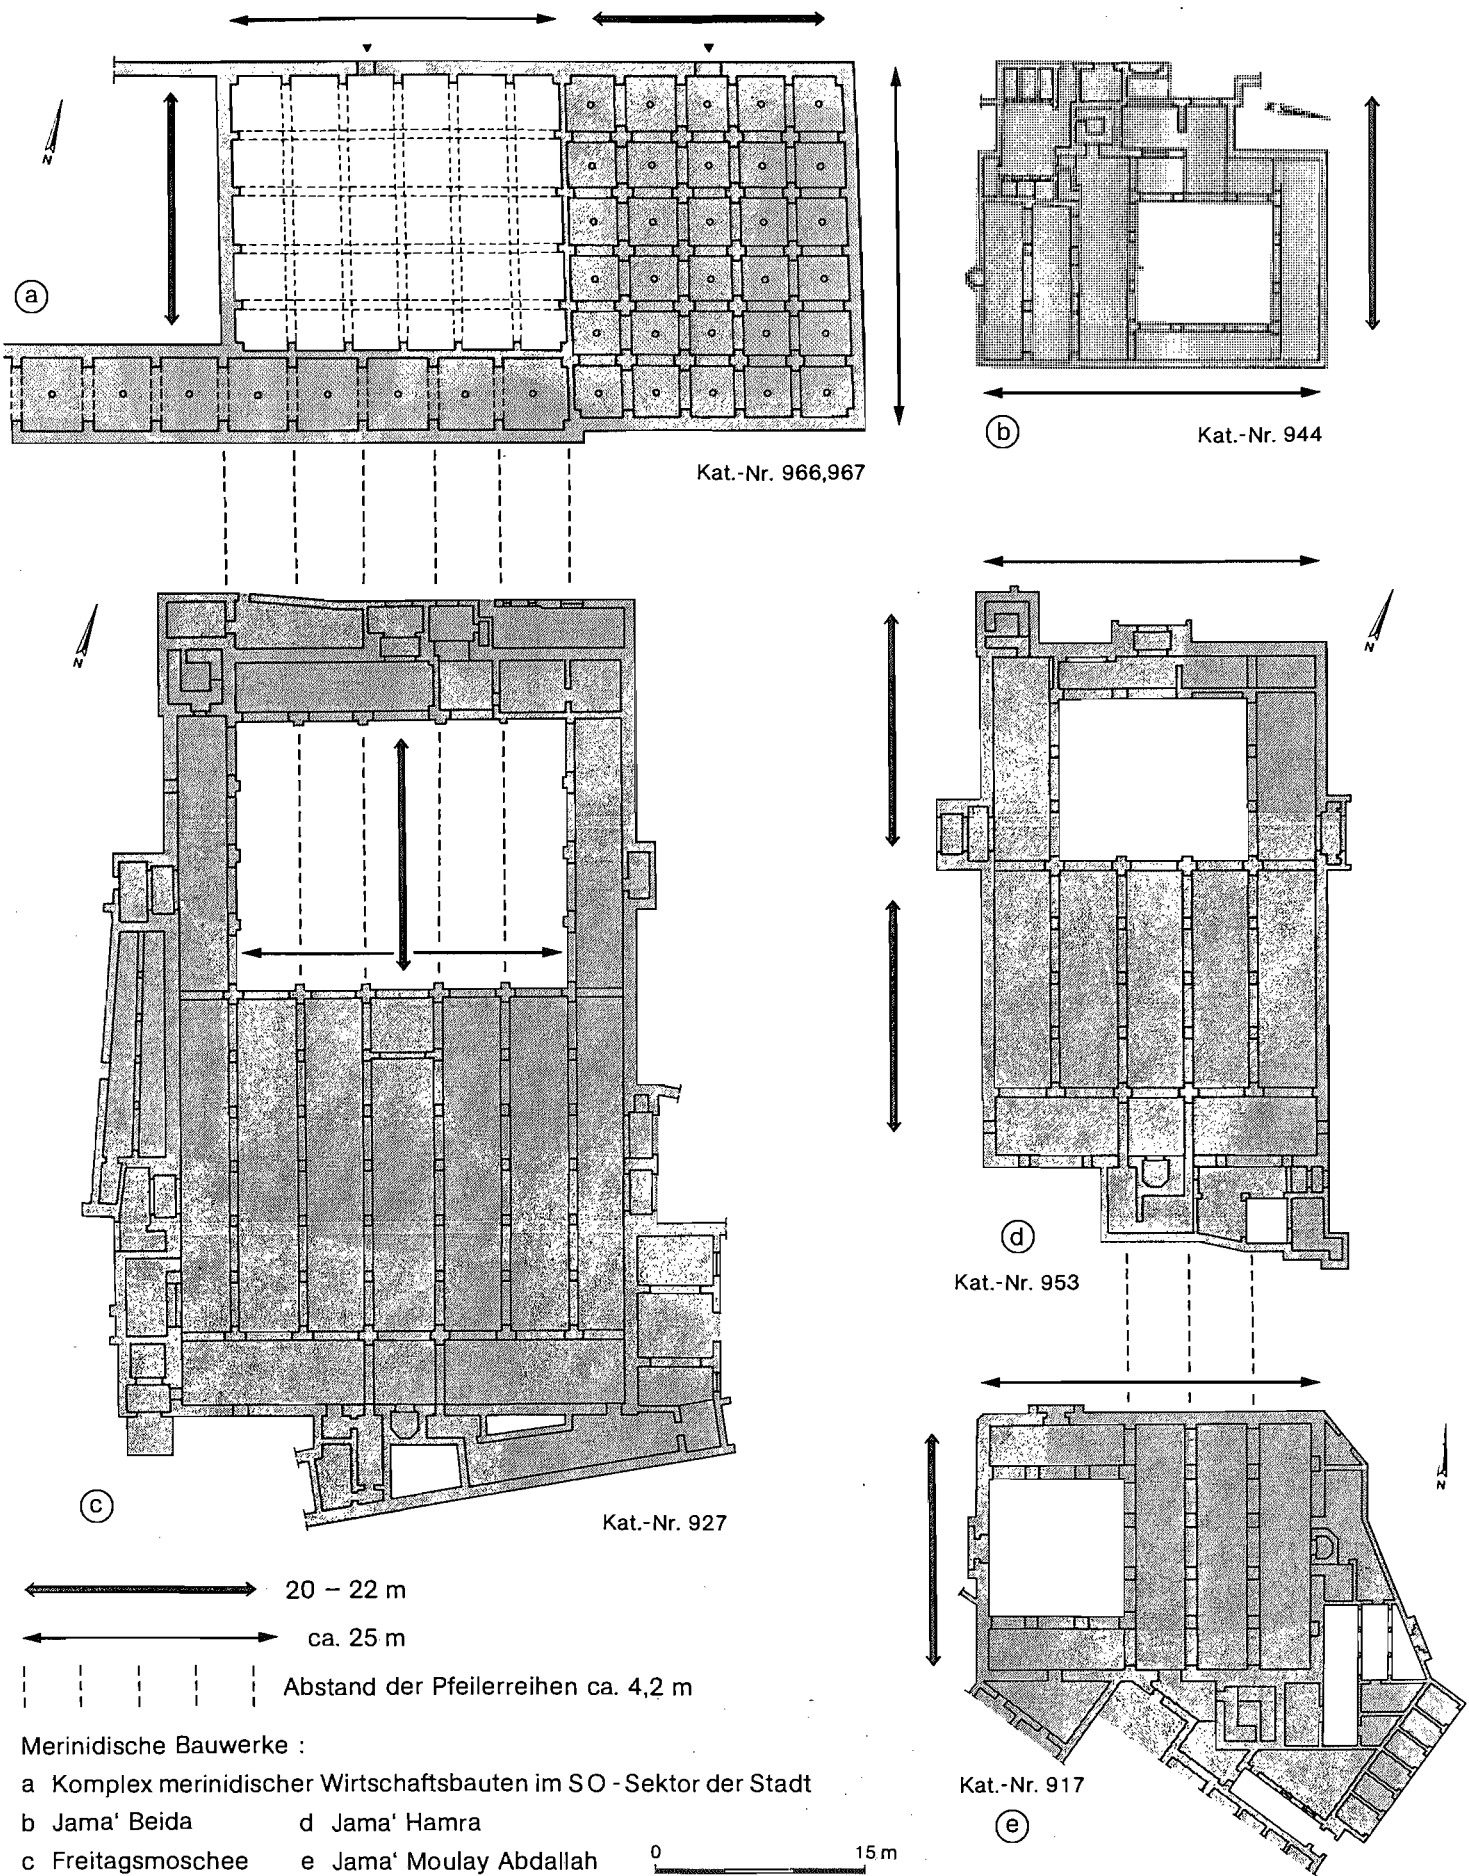 N
a
Kat.-Nr. 966,967
b
Kat.-Nr. 944
N
N
c
Kat.-Nr. 927
d
Kat.-Nr. 953
N
Kat.-Nr. 917
e
20 – 22 m
ca. 25 m
Abstand der Pfeilerreihen ca. 4,2 m
Merinidische Bauwerke :
a Komplex merinidischer Wirtschaftsbauten im SO - Sektor der Stadt
b Jama' Beida d Jama' Hamra
c Freitagsmoschee e Jama' Moulay Abdallah
0 15 m